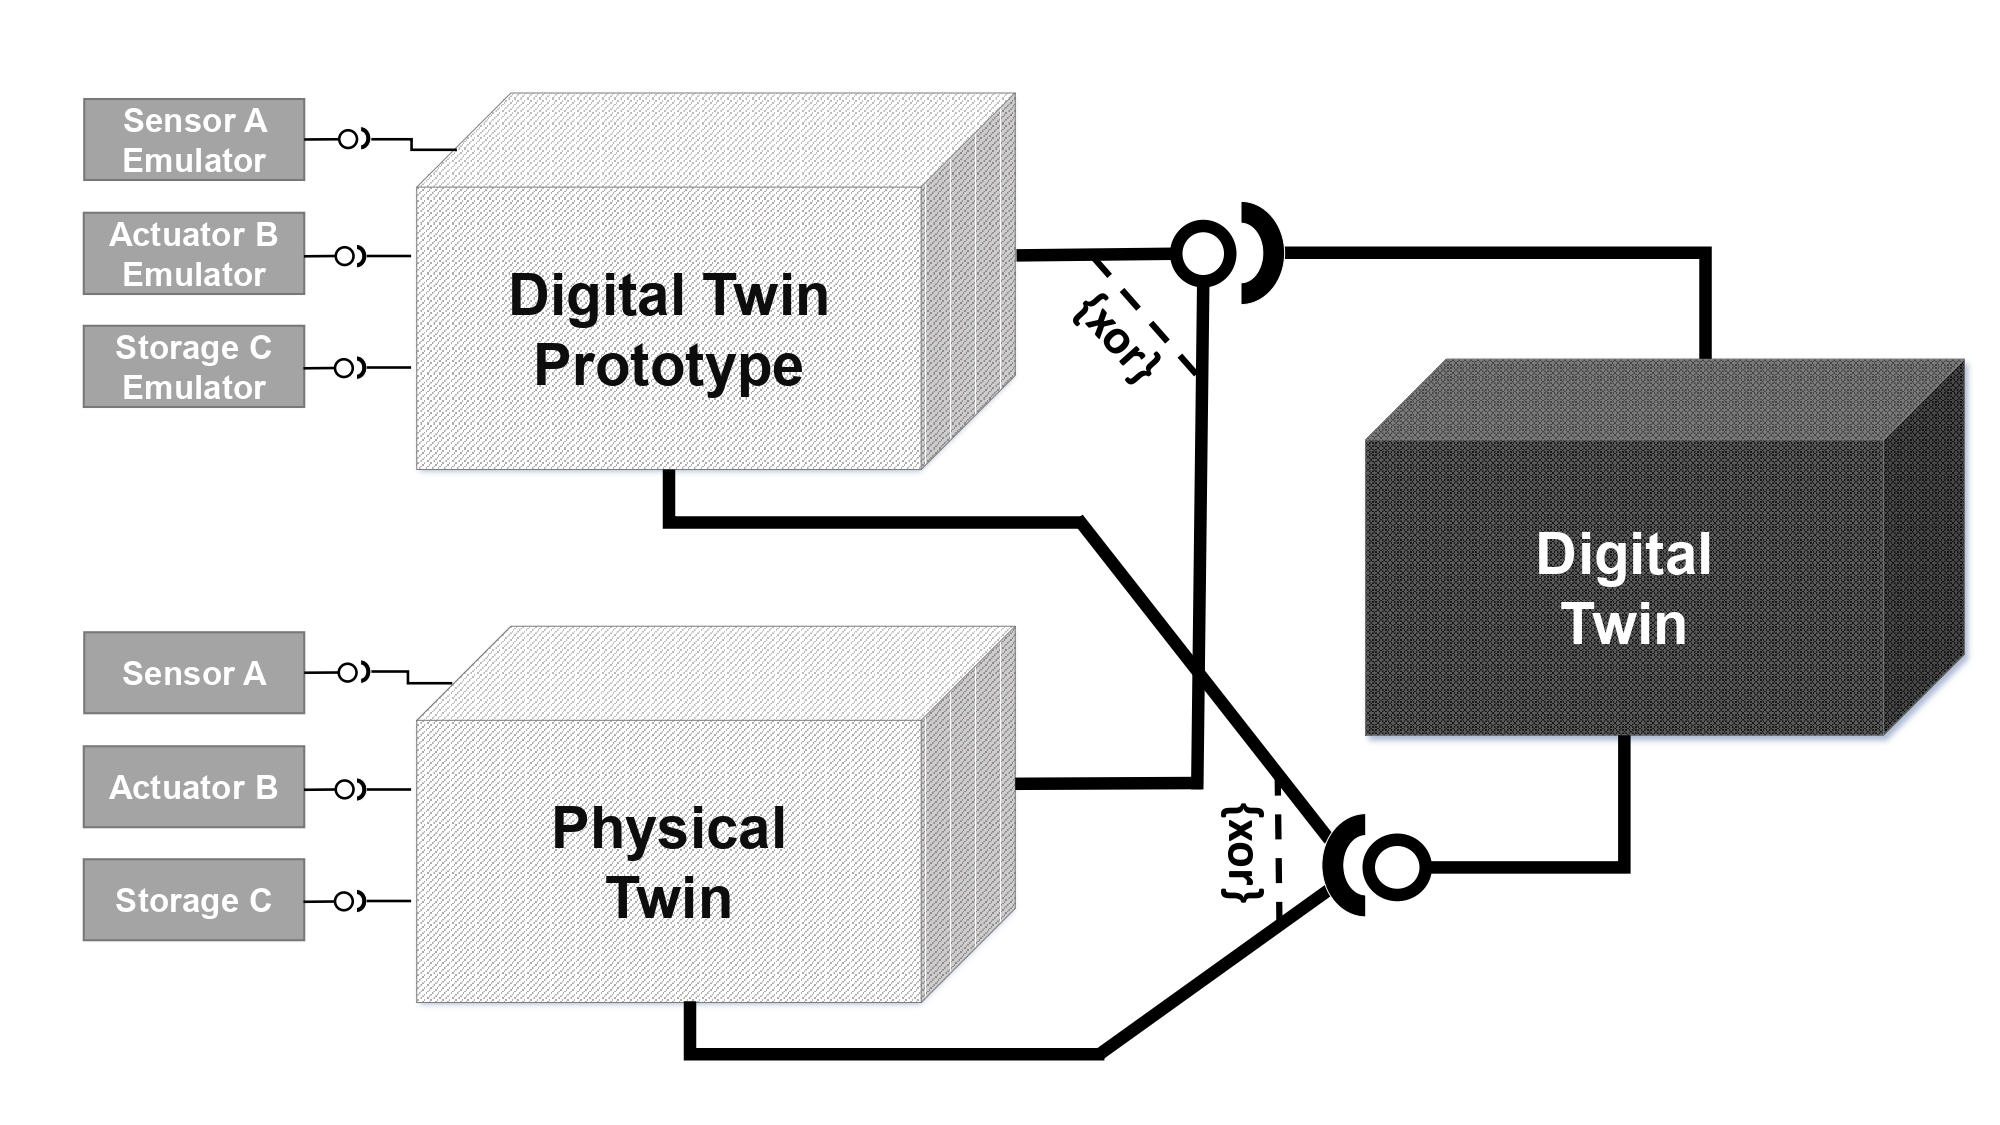 Sensor A
Emulator
Actuator B
Emulator
Storage C
Emulator
Digital Twin
Prototype
{xor}
Digital
Twin
Sensor A
Actuator B
Storage C
Physical
Twin
{xor}